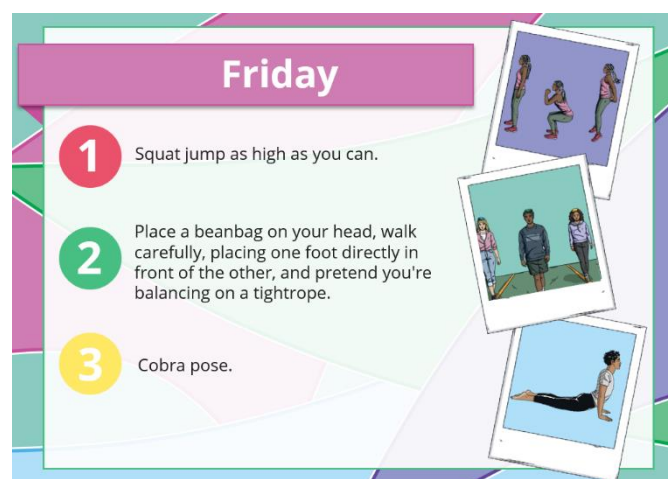 Friday
1
Squat jump as high as you can.
2
Place a beanbag on your head, walk
carefully, placing one foot directly in
front of the other, and pretend you're
balancing on a tightrope.
3
Cobra pose.